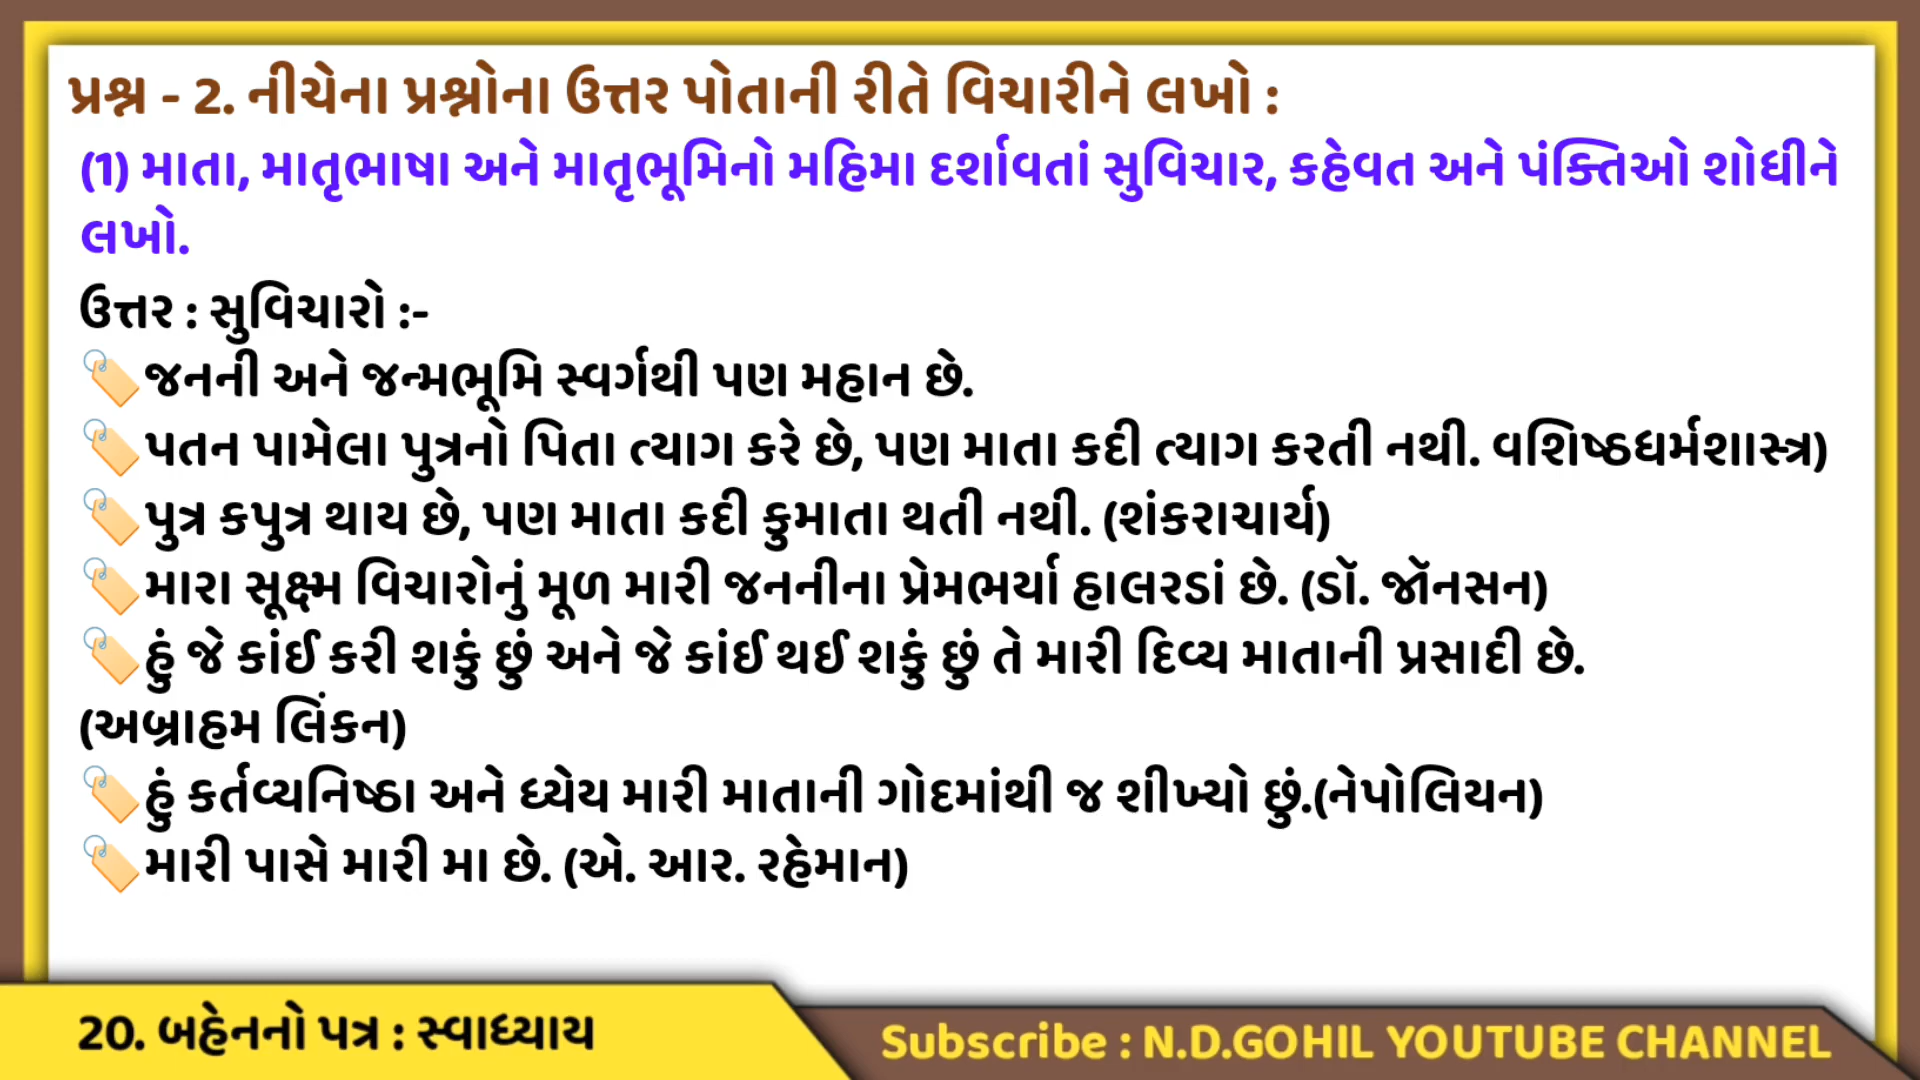 પ્રશ્ન - 2. નીચેના પ્રશ્નોના ઉત્તર પોતાની રીતે વિચારીને લખો :
(1) માતા, માતૃભાષા અને માતૃભૂમિનો મહિમા દર્શાવતાં સુવિચાર, કહેવત અને પંક્તિઓ શોધીને
લખો.
ઉત્તર : સુવિચારો :-
🏷️જનની અને જન્મભૂમિ સ્વર્ગથી પણ મહાન છે.
🏷️પતન પામેલા પુત્રનો પિતા ત્યાગ કરે છે, પણ માતા કદી ત્યાગ કરતી નથી. વશિષ્ઠધર્મશાસ્ત્ર)
🏷️પુત્ર કપુત્ર થાય છે, પણ માતા કદી કુમાતા થતી નથી. (શંકરાચાર્ય)
🏷️મારા સૂક્ષ્મ વિચારોનું મૂળ મારી જનનીના પ્રેમભર્યા હાલરડાં છે. (ડૉ. જૉનસન)
🏷️હું જે કાંઈ કરી શકું છું અને જે કાંઈ થઈ શકું છું તે મારી દિવ્ય માતાની પ્રસાદી છે.
(અબ્રાહમ લિંકન)
🏷️હું કર્તવ્યનિષ્ઠા અને ધ્યેય મારી માતાની ગોદમાંથી જ શીખ્યો છું.(નેપોલિયન)
🏷️મારી પાસે મારી મા છે. (એ. આર. રહેમાન)
20. બહેનનો પત્ર : સ્વાધ્યાય
Subscribe : N.D.GOHIL YOUTUBE CHANNEL